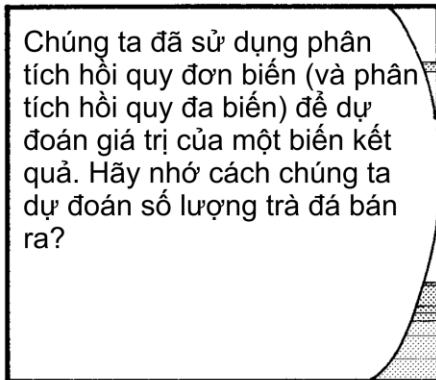 Chúng ta đã sử dụng phân
tích hồi quy đơn biến (và phân
tích hồi quy đa biến) để dự
đoán giá trị của một biến kết
quả. Hãy nhớ cách chúng ta
dự đoán số lượng trà đá bán
ra?